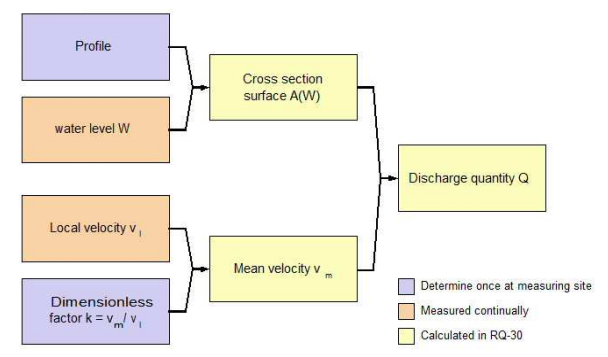 Profile
Cross section
surface A(W)
water level W
Discharge quantity Q
Local velocity v l
Mean velocity v m
Dimensionless
factor k = v m / v l
Determine once at measuring site
Measured continually
Calculated in RQ-30